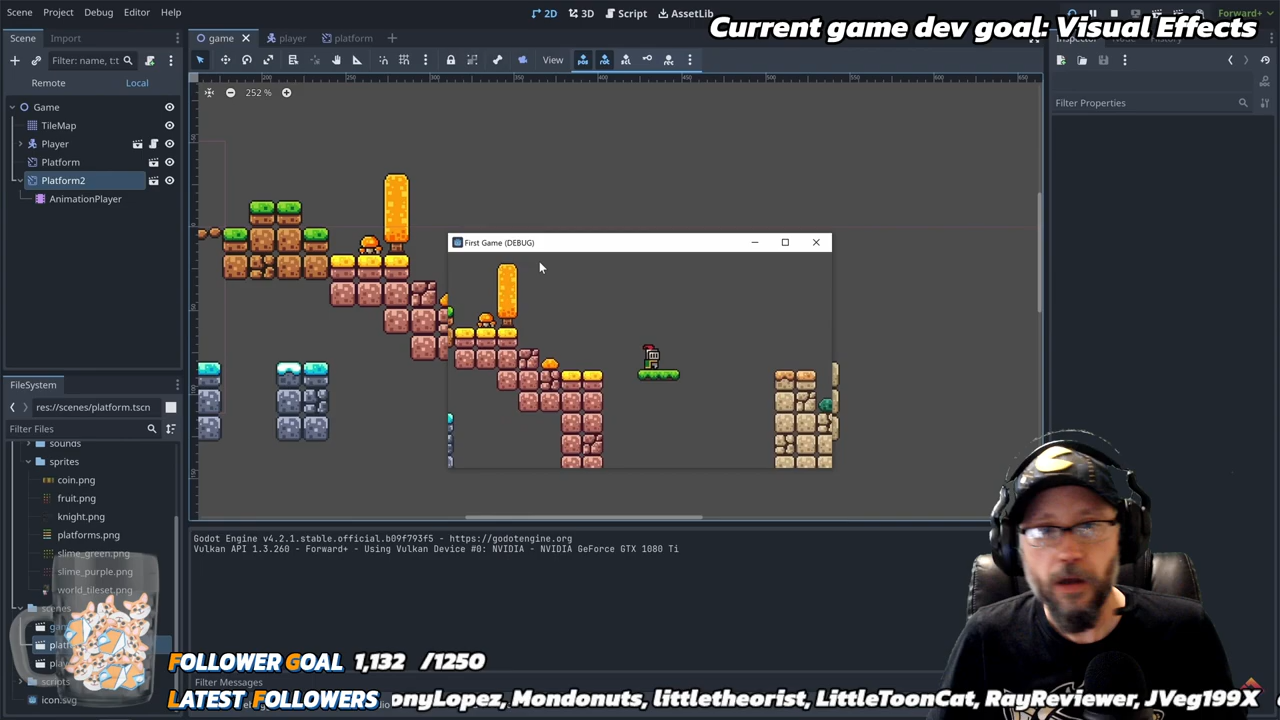 Scene Project Debug Editor Help
2D 3D Script AssetLib
Forward+
Current game dev goal: Visual Effects
Scene Import
game player platform
Filter: name, t:t
View
Remote Local
252 %
Filter Properties
Game
TileMap
Player
Platform
Platform2
AnimationPlayer
First Game (DEBUG)
FileSystem
res://scenes/platform.tscn
Filter Files
sounds
sprites
coin.png
fruit.png
knight.png
platforms.png
slime_green.png
slime_purple.png
world_tileset.png
scenes
scripts
icon.svg
Godot Engine v4.2.1.stable.official.b09f793f5 - https://godotengine.org
Vulkan API 1.3.260 - Forward+ - Using Vulkan Device #0: NVIDIA - NVIDIA GeForce GTX 1080 Ti
Filter Messages
FOLLOWER GOAL 1,132 /1250
LATEST FOLLOWERS onyLopez, Mondonuts, littletheorist, LittleToonCat, RayReviewer, JVeg199X